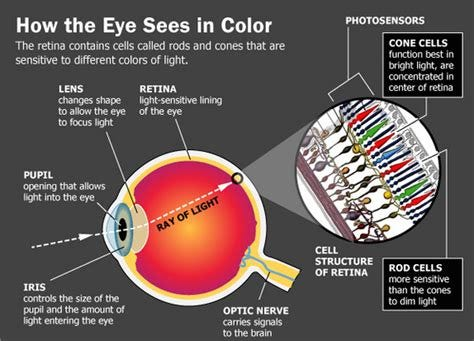 How the Eye Sees in Color
The retina contains cells called rods and cones that are
sensitive to different colors of light.
LENS
changes shape
to allow the eye
to focus light
RETINA
light-sensitive lining
of the eye
PUPIL
opening that allows
light into the eye
RAY OF LIGHT
IRIS
controls the size of the
pupil and the amount of
light entering the eye
OPTIC NERVE
carries signals
to the brain
PHOTOSENSORS
CONE CELLS
function best in
bright light, are
concentrated in
center of retina
CELL
STRUCTURE
OF RETINA
ROD CELLS
more sensitive
than the cones
to dim light